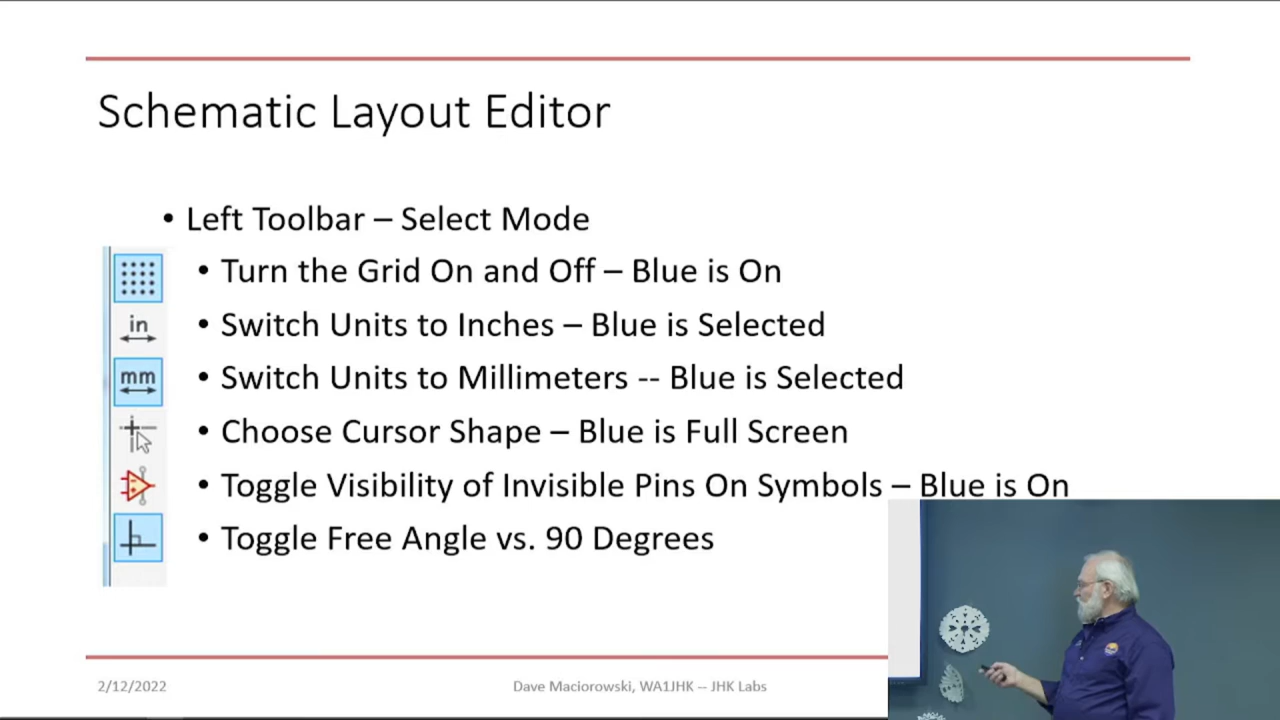 Schematic Layout Editor
• Left Toolbar – Select Mode
• Turn the Grid On and Off – Blue is On
in
• Switch Units to Inches – Blue is Selected
mm
• Switch Units to Millimeters -- Blue is Selected
• Choose Cursor Shape – Blue is Full Screen
• Toggle Visibility of Invisible Pins On Symbols – Blue is On
• Toggle Free Angle vs. 90 Degrees
2/12/2022
Dave Maciorowski, WA1JHK -- JHK Labs